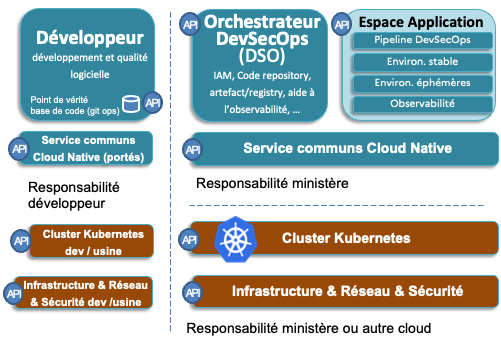 Développeur
développement et qualité
logicielle
Point de vérité
base de code (git ops)
API
API
Service communs
Cloud Native (portés)
Responsabilité
développeur
API
Cluster Kubernetes
dev / usine
API
Infrastructure & Réseau
& Sécurité dev /usine
API
Orchestrateur
DevSecOps
(DSO)
IAM, Code repository,
artefact/registry, aide à
l'observabilité, ...
API
Espace Application
Pipeline DevSecOps
Environ. stable
Environ. éphémères
Observabilité
API
Service communs Cloud Native
Responsabilité ministère
API
Cluster Kubernetes
API
Infrastructure & Réseau & Sécurité
Responsabilité ministère ou autre cloud